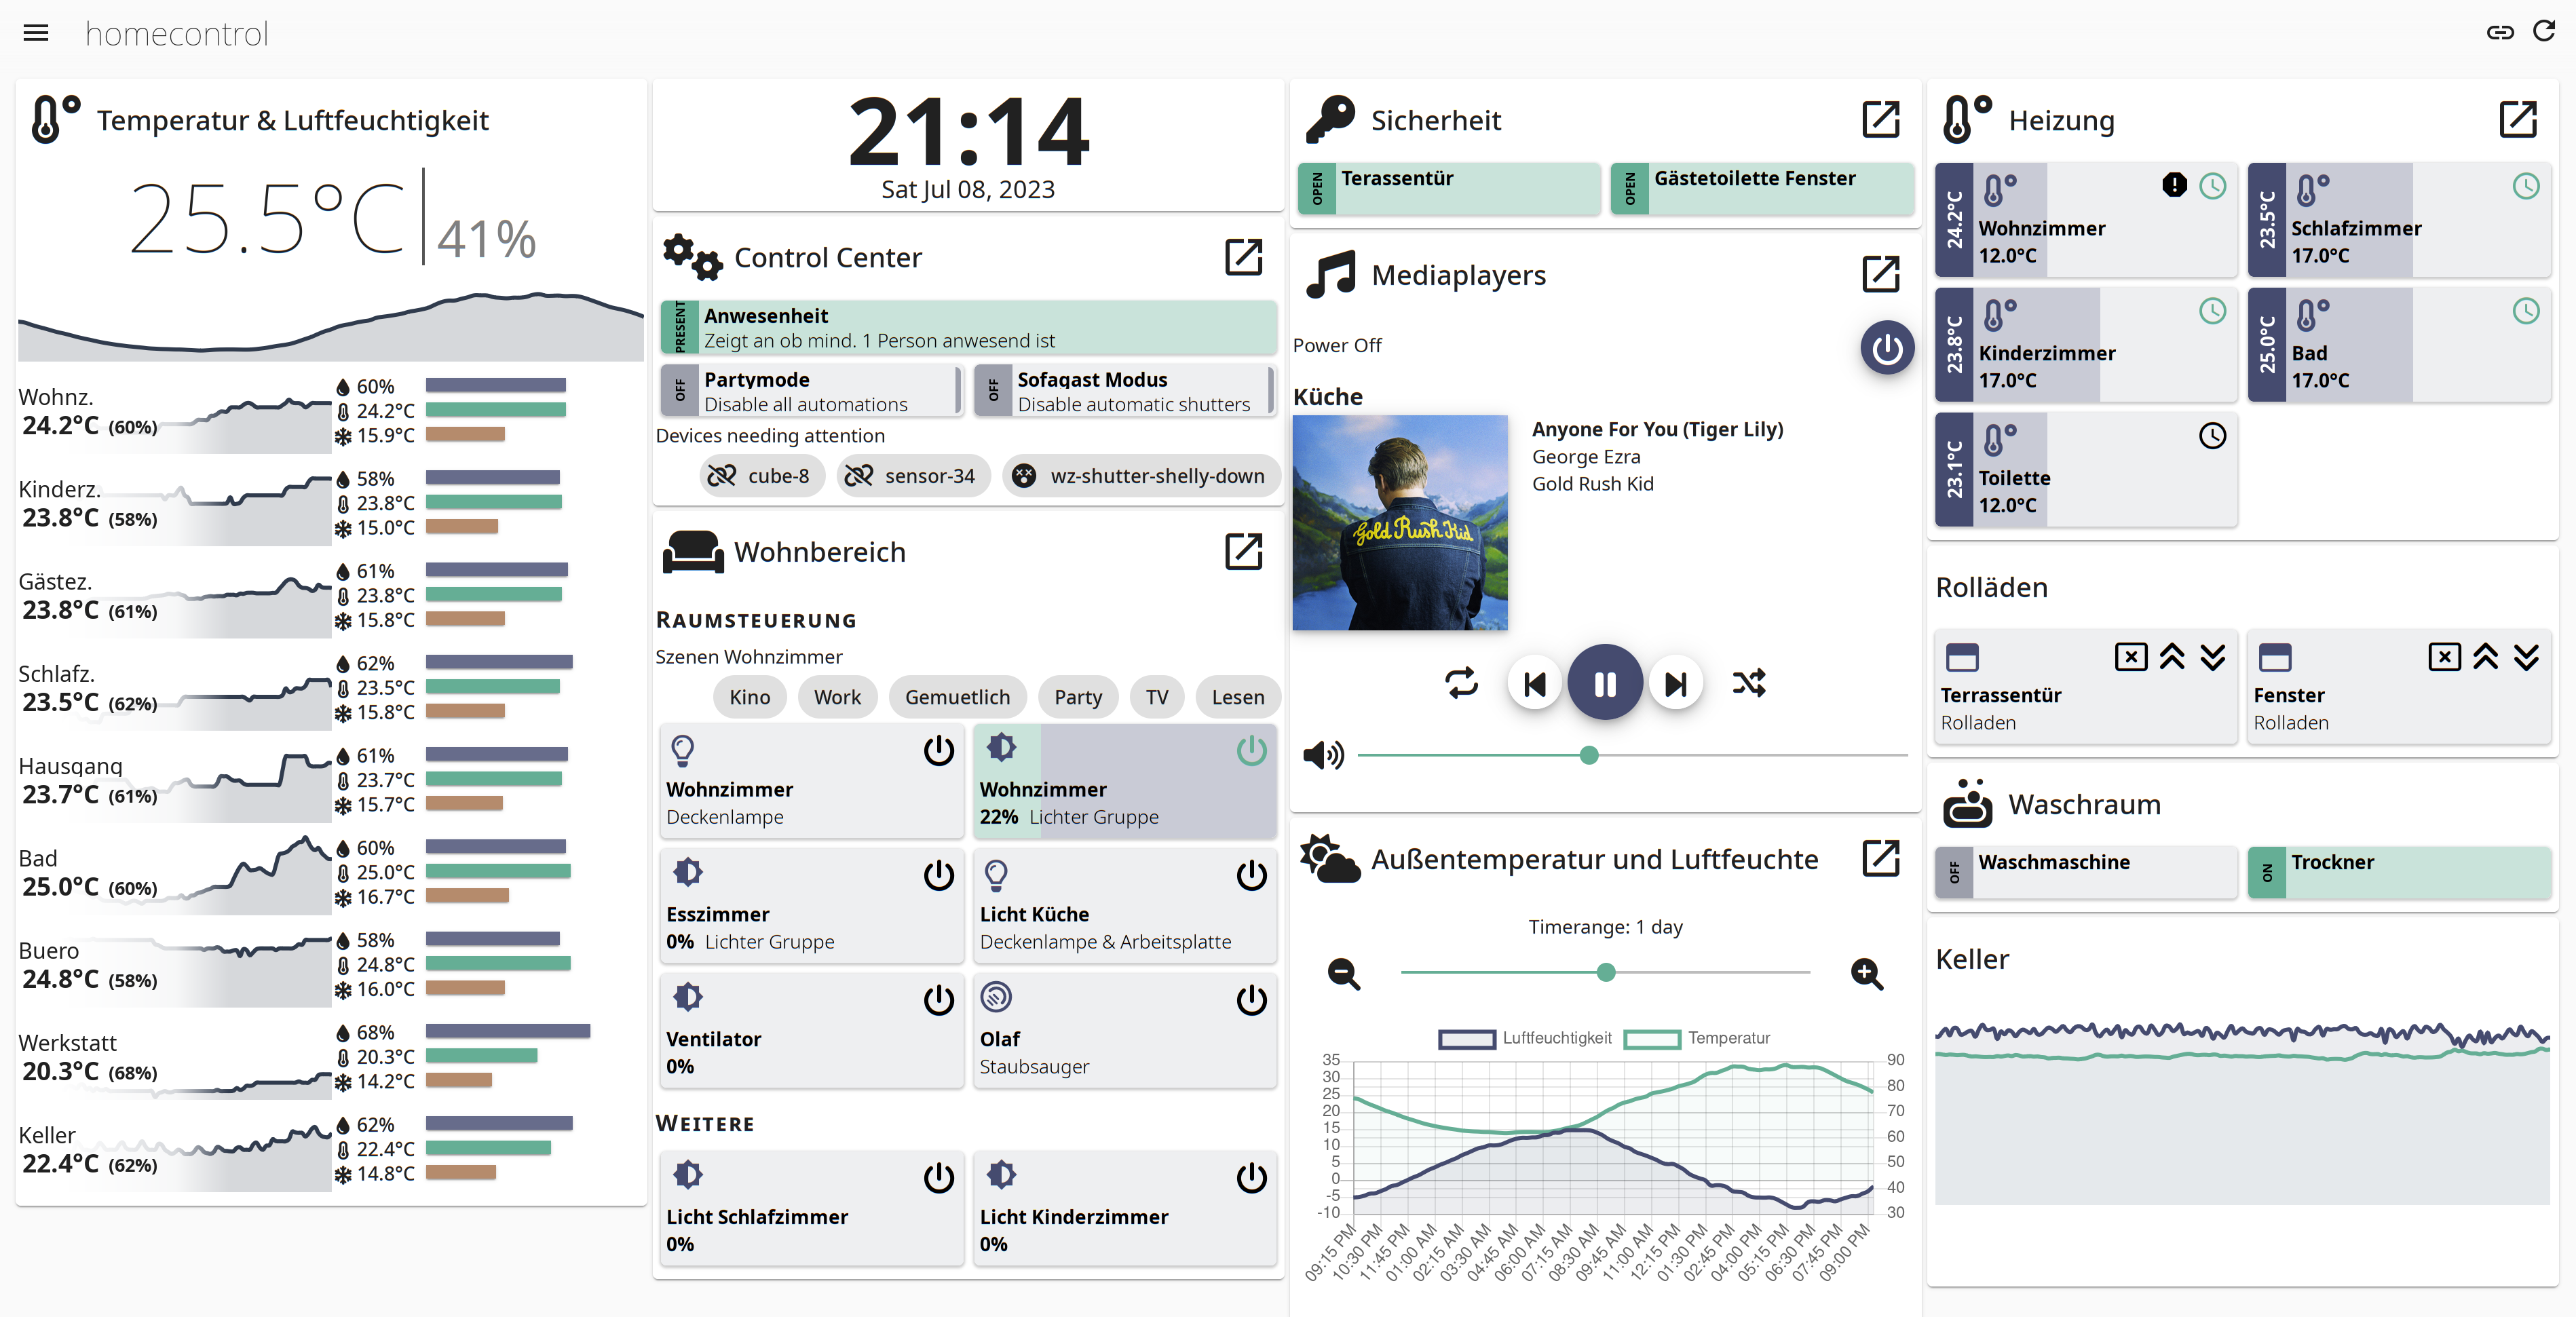 homecontrol
Temperatur & Luftfeuchtigkeit
25.5°C 41%
Wohnz.
24.2°C (60%)
60%
24.2°C
15.9°C
Kinderz.
23.8°C (58%)
58%
23.8°C
15.0°C
Gästez.
23.8°C (61%)
61%
23.8°C
15.8°C
Schlafz.
23.5°C (62%)
62%
23.5°C
15.8°C
Hausgang
23.7°C (61%)
61%
23.7°C
15.7°C
Bad
25.0°C (60%)
60%
25.0°C
16.7°C
Buero
24.8°C (58%)
58%
24.8°C
16.0°C
Werkstatt
20.3°C (68%)
68%
20.3°C
14.2°C
Keller
22.4°C (62%)
62%
22.4°C
14.8°C
21:14
Sat Jul 08, 2023
Control Center
PRESENT
Anwesenheit
Zeigt an ob mind. 1 Person anwesend ist
OFF
Partymode
Disable all automations
OFF
Sofagast Modus
Disable automatic shutters
Devices needing attention
cube-8 sensor-34 wz-shutter-shelly-down
Wohnbereich
RAUMSTEUERUNG
Szenen Wohnzimmer
Kino Work Gemuetlich Party TV Lesen
Wohnzimmer
Deckenlampe
Wohnzimmer
22% Lichter Gruppe
Esszimmer
0% Lichter Gruppe
Licht Küche
Deckenlampe & Arbeitsplatte
Ventilator
0%
Olaf
Staubsauger
WEITERE
Licht Schlafzimmer
0%
Licht Kinderzimmer
0%
Sicherheit
OPEN
Terassentür
OPEN
Gästetoilette Fenster
Mediaplayers
Power Off
Küche
Gold Rush Kid
Anyone For You (Tiger Lily)
George Ezra
Gold Rush Kid
Außentemperatur und Luftfeuchte
Timerange: 1 day
Luftfeuchtigkeit Temperatur
35
30
25
20
15
10
5
0
-5
-10
90
80
70
60
50
40
30
09:15 PM
10:30 PM
11:45 PM
01:00 AM
02:15 AM
03:30 AM
04:45 AM
06:00 AM
07:15 AM
08:30 AM
09:45 AM
11:00 AM
12:15 PM
01:30 PM
02:45 PM
04:00 PM
05:15 PM
06:30 PM
07:45 PM
09:00 PM
Heizung
24.2°C
Wohnzimmer
12.0°C
23.5°C
Schlafzimmer
17.0°C
23.8°C
Kinderzimmer
17.0°C
25.0°C
Bad
17.0°C
23.1°C
Toilette
12.0°C
Rolläden
Terrassentür
Rolladen
Fenster
Rolladen
Waschraum
OFF
Waschmaschine
ON
Trockner
Keller